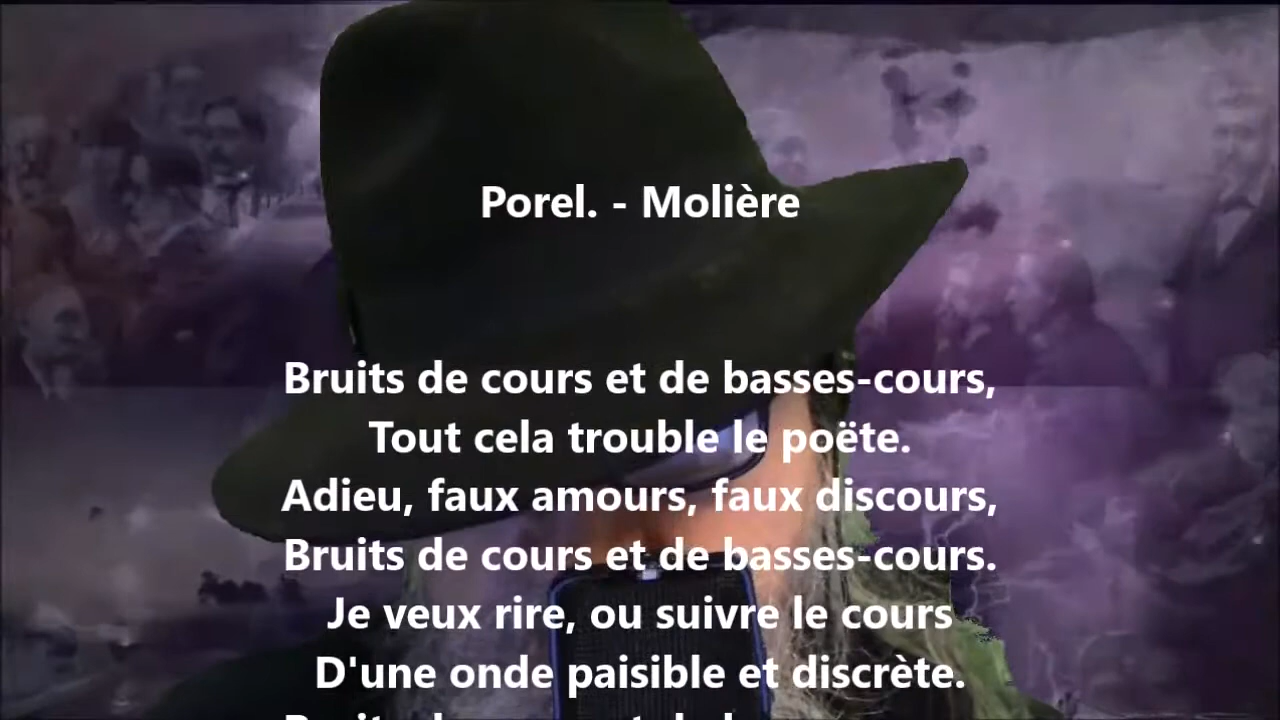 Porel. - Molière
Bruits de cours et de basses-cours,
Tout cela trouble le poëte.
Adieu, faux amours, faux discours,
Bruits de cours et de basses-cours.
Je veux rire, ou suivre le cours
D'une onde paisible et discrète.